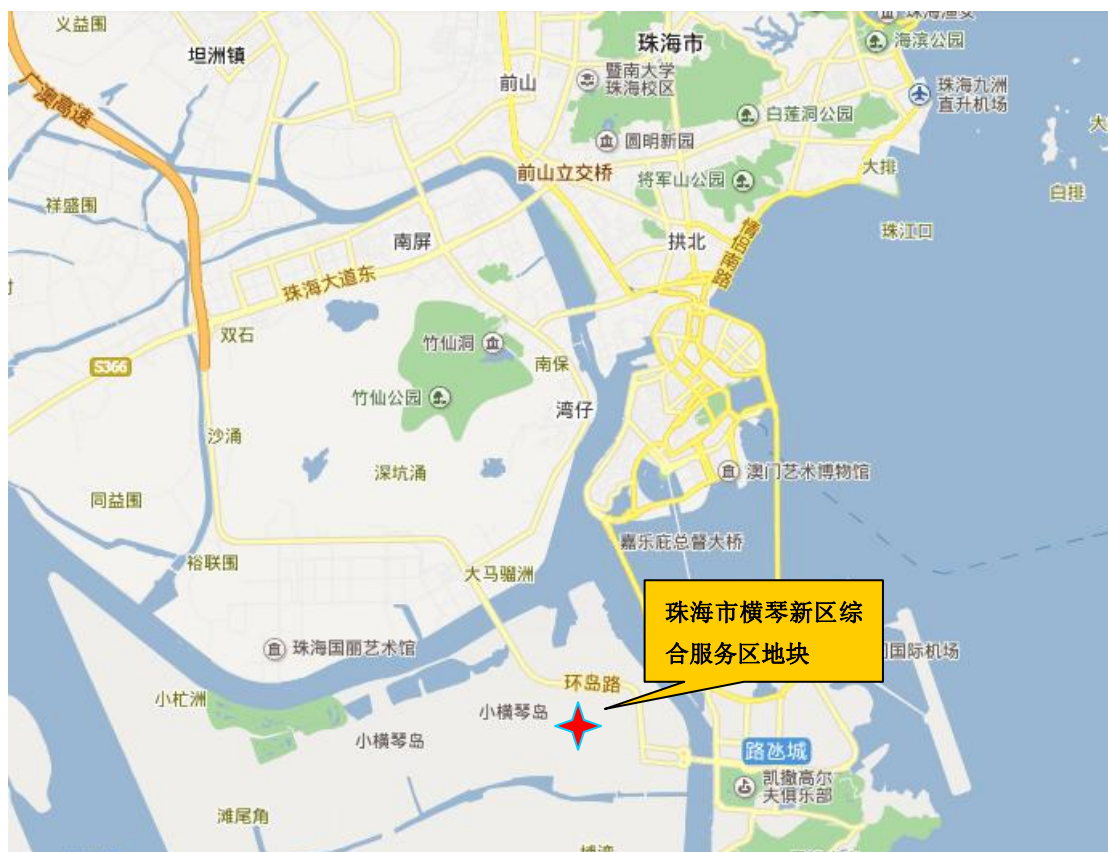 义益围
坦洲镇
珠海市
海滨公园
前山
暨南大学
珠海校区
珠海九洲
直升机场
广澳高速
白莲洞公园
圆明新园
大排
前山立交桥
将军山公园
白排
祥盛围
珠江口
南屏
拱北
情侣南路
珠海大道东
双石
竹仙洞
南保
S366
竹仙公园
湾仔
沙涌
深坑涌
澳门艺术博物馆
同益围
嘉乐庇总督大桥
裕联围
大马骝洲
珠海市横琴新区综
合服务区地块
珠海国丽艺术馆
国际机场
环岛路
小杧洲
小横琴岛
小横琴岛
路氹城
凯撒高尔
夫俱乐部
滩尾角